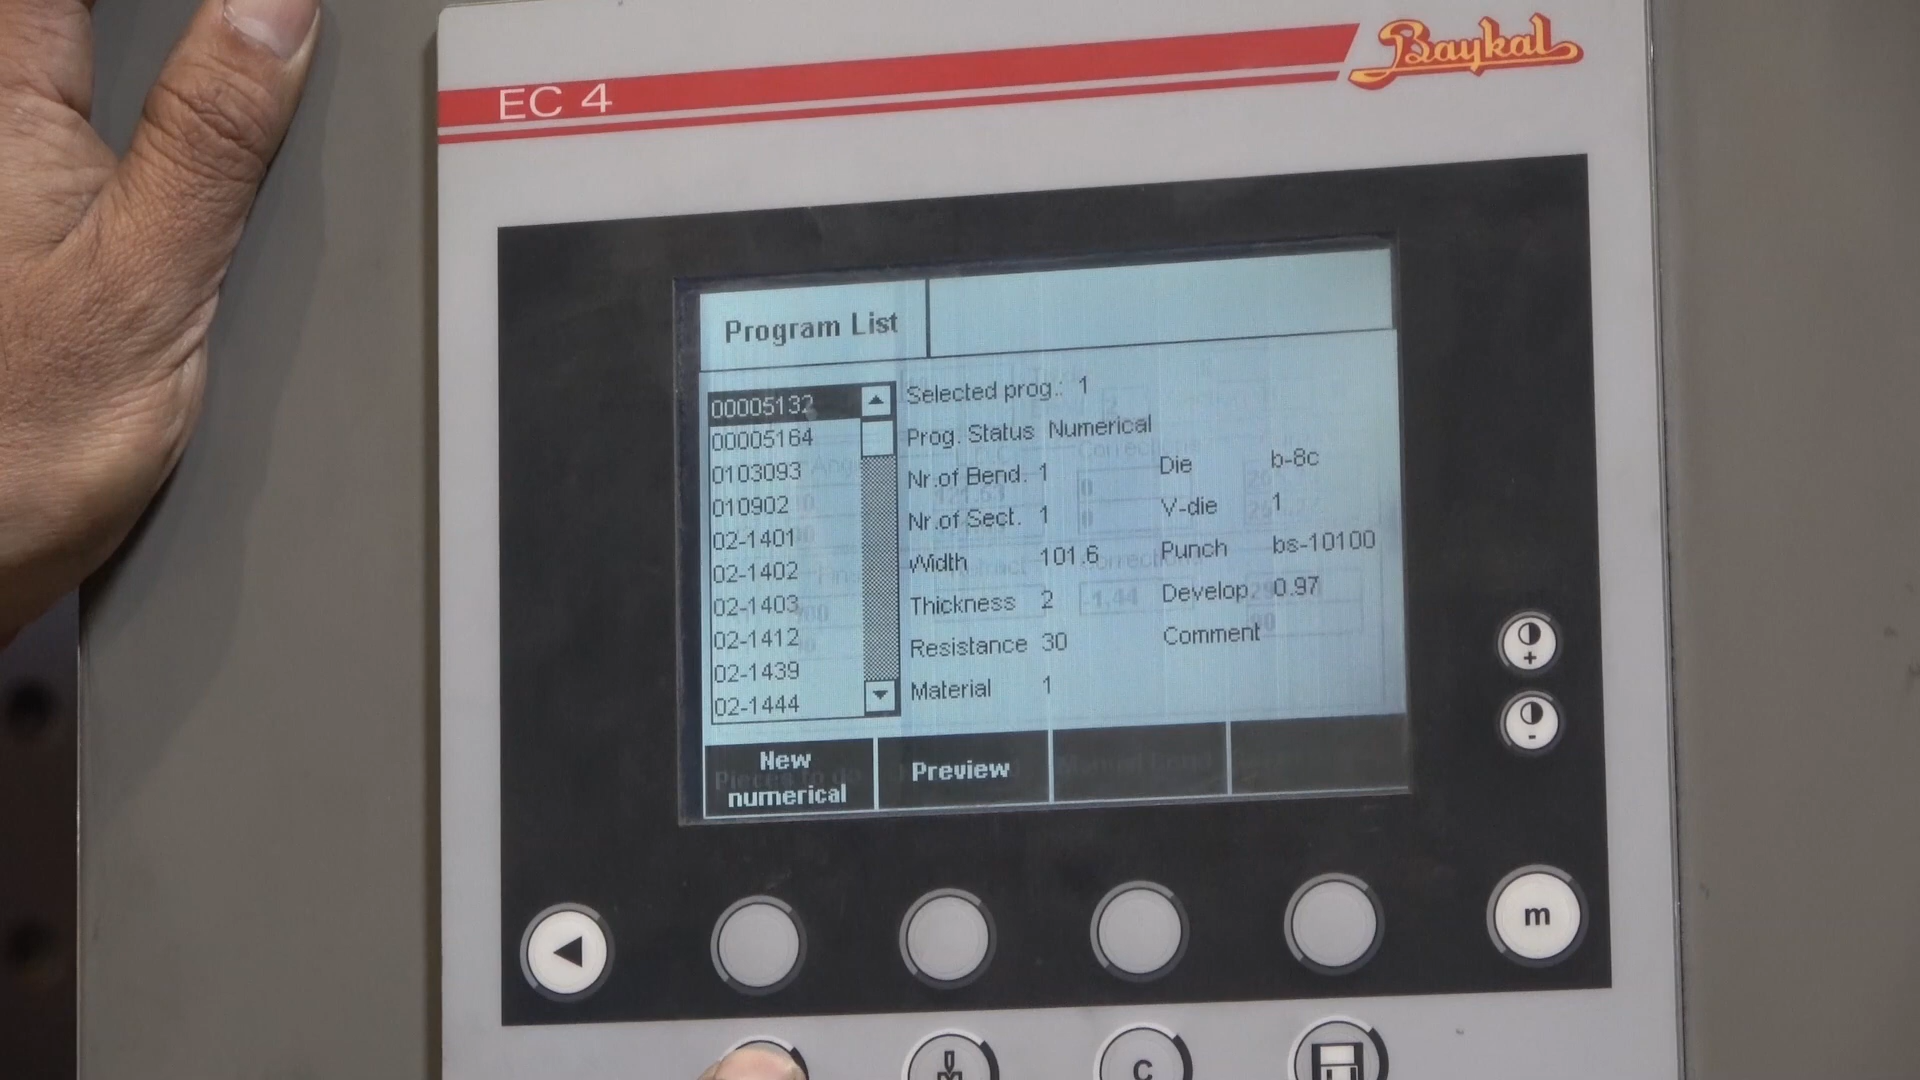 Baykal
EC 4
Program List
00005132
00005164
0103093
010902
02-1401
02-1402
02-1403
02-1412
02-1439
02-1444
Selected prog.: 1
Prog. Status Numerical
Nr.of Bend. 1
Nr.of Sect. 1
Width 101.6
Thickness 2
Resistance 30
Material 1
Die b-8c
V-die 1
Punch bs-10100
Develop. 0.97
Comment
New
numerical
Preview
+
-
m
C